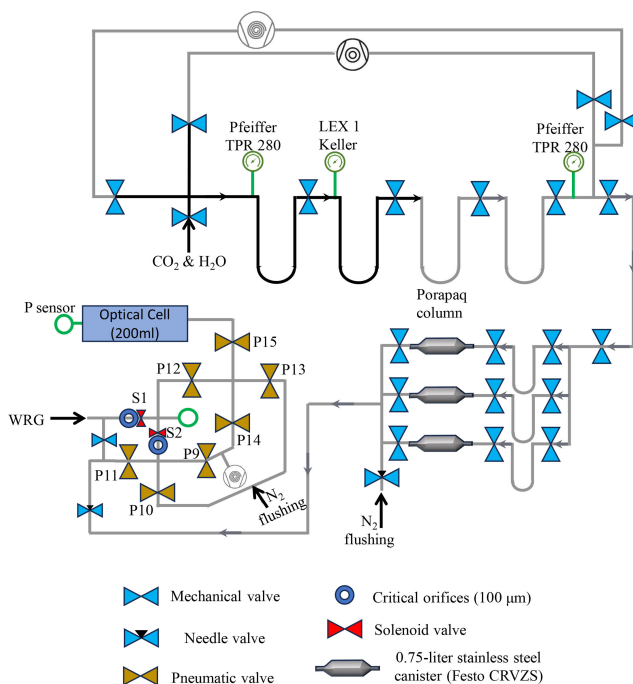 Pfeiffer
TPR 280
LEX 1
Keller
Pfeiffer
TPR 280
CO₂ & H₂O
Porapaq
column
P sensor
Optical Cell
(200ml)
P15
P12
P13
S1
WRG
S2
P14
P9
P11
P10
N₂
flushing
N₂
flushing
Mechanical valve
Critical orifices (100 μm)
Needle valve
Solenoid valve
Pneumatic valve
0.75-liter stainless steel
canister (Festo CRVZS)